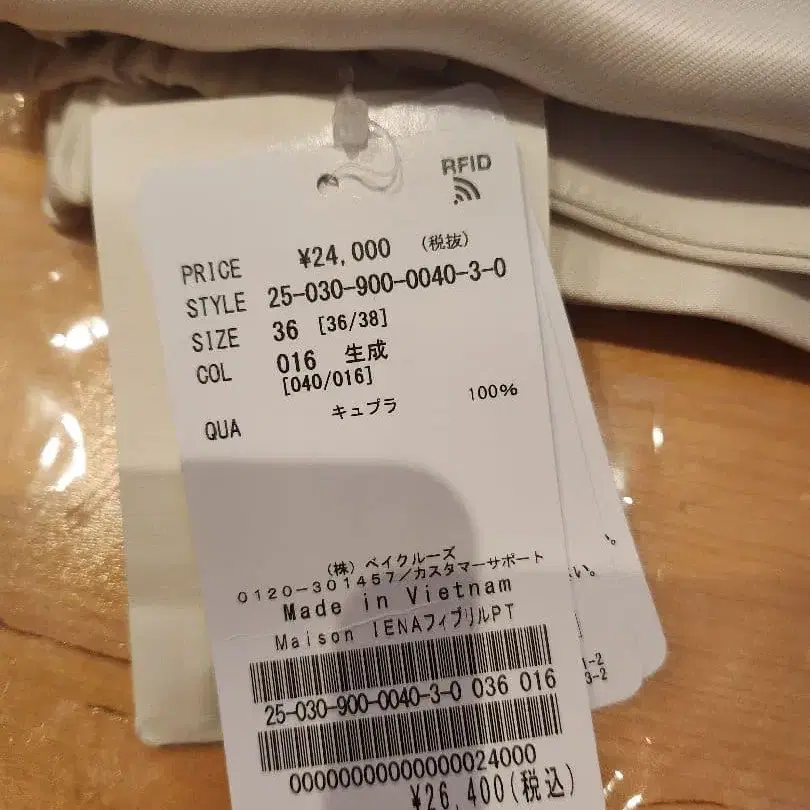 RFID
PRICE ¥24,000 (税抜)
STYLE 25-030-900-0040-3-0
SIZE 36 [36/38]
COL 016 生成
[040/016]
QUA キュプラ 100%
(株) ベイクルーズ
0120-301457/カスタマーサポート
Made in Vietnam
Maison IENAフィブリルPT
25-030-900-0040-3-0 036 016
00000000000000024000
¥26,400(税込)